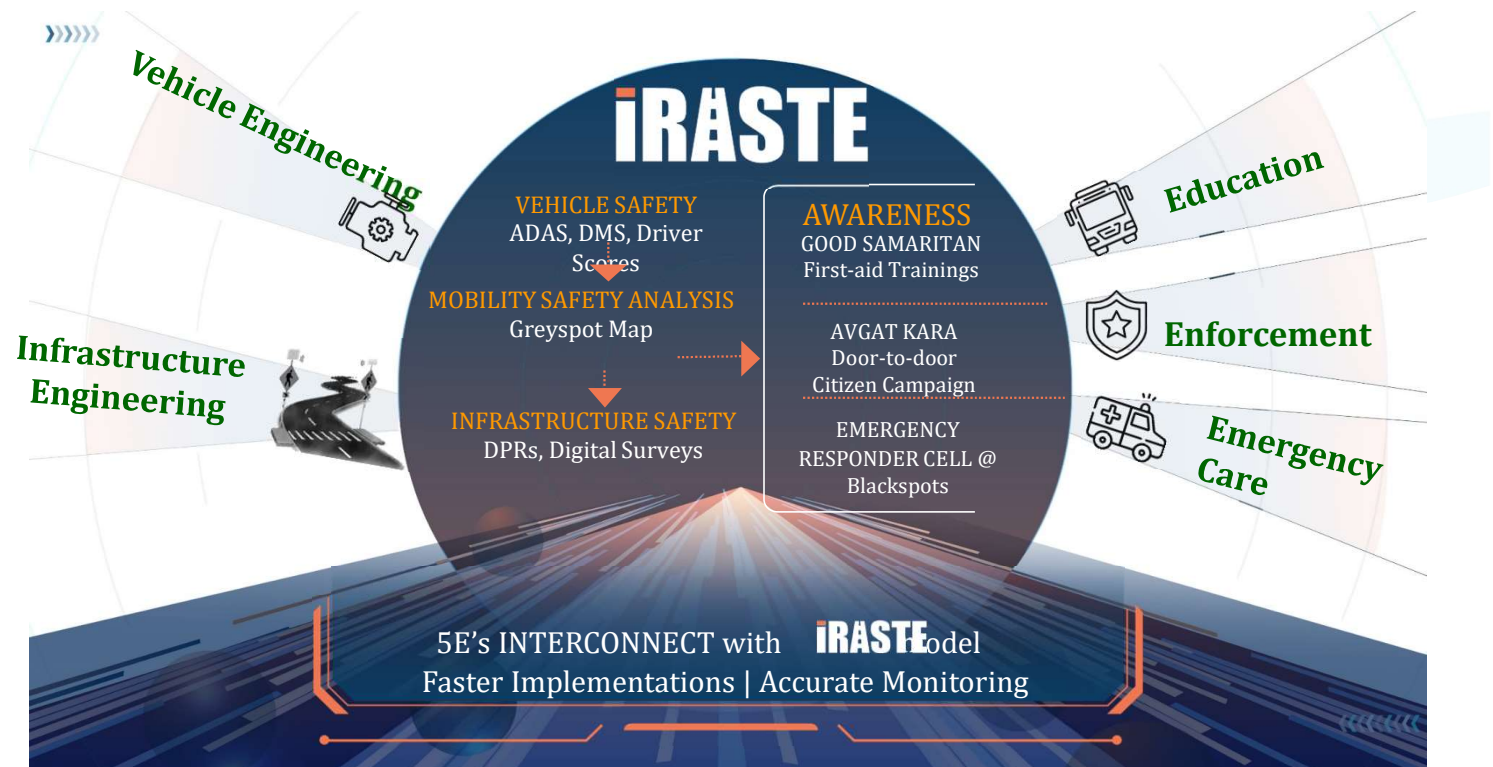 Vehicle Engineering
Infrastructure
Engineering
iRASTE
VEHICLE SAFETY
ADAS, DMS, Driver
Scores
MOBILITY SAFETY ANALYSIS
Greyspot Map
INFRASTRUCTURE SAFETY
DPRs, Digital Surveys
AWARENESS
GOOD SAMARITAN
First-aid Trainings
AVGAT KARA
Door-to-door
Citizen Campaign
EMERGENCY
RESPONDER CELL @
Blackspots
Education
Enforcement
Emergency
Care
5E’s INTERCONNECT with iRASTE odel
Faster Implementations | Accurate Monitoring